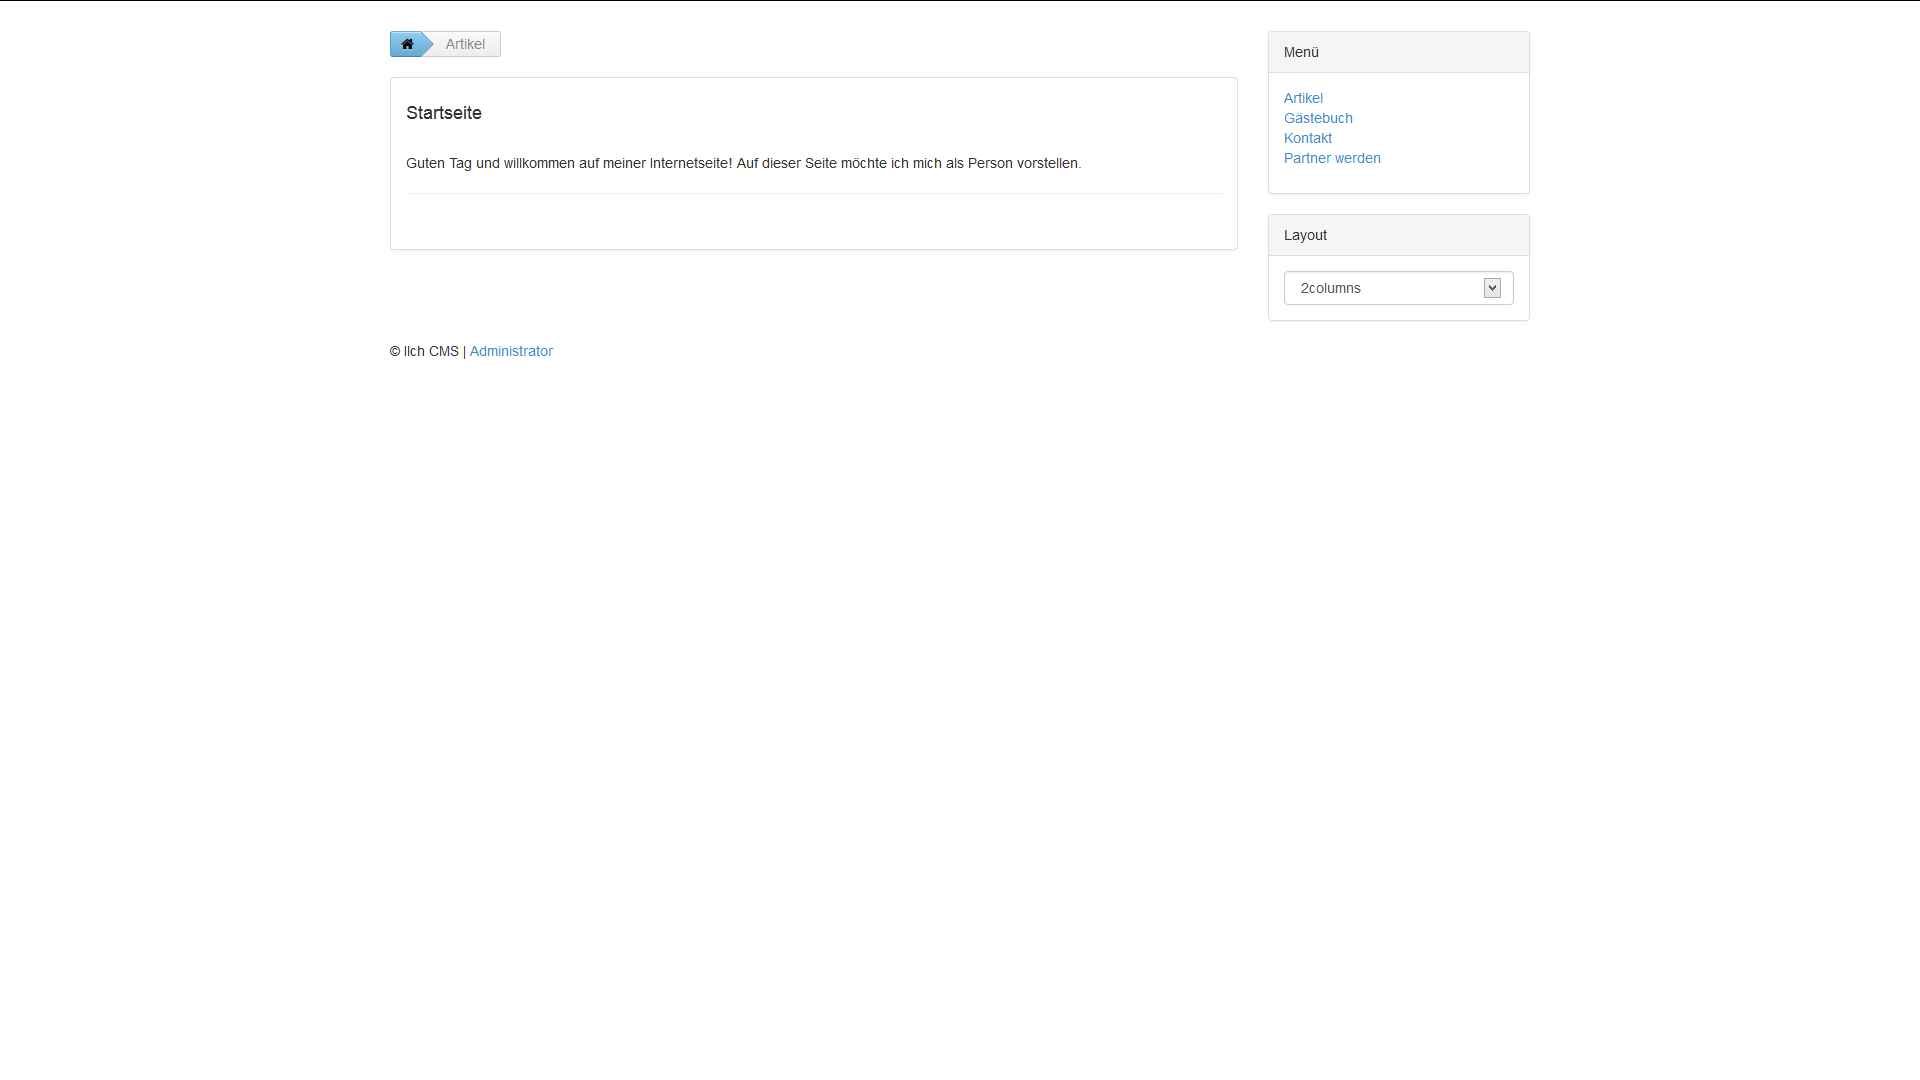 Artikel
Startseite
Guten Tag und willkommen auf meiner Internetseite! Auf dieser Seite möchte ich mich als Person vorstellen.
Menü
Artikel
Gästebuch
Kontakt
Partner werden
Layout
2columns
© Ilch CMS | Administrator